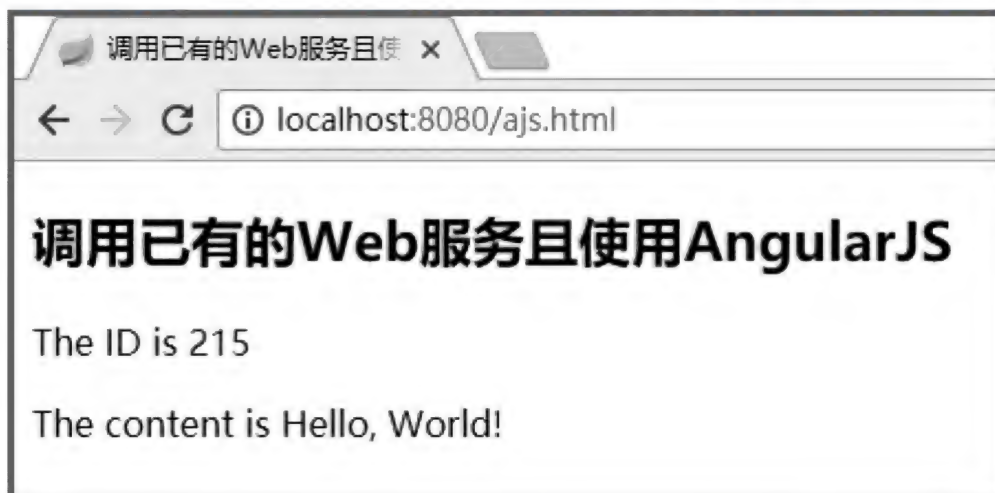 调用已有的Web服务且使
localhost:8080/ajs.html
调用已有的Web服务且使用AngularJS
The ID is 215
The content is Hello, World!